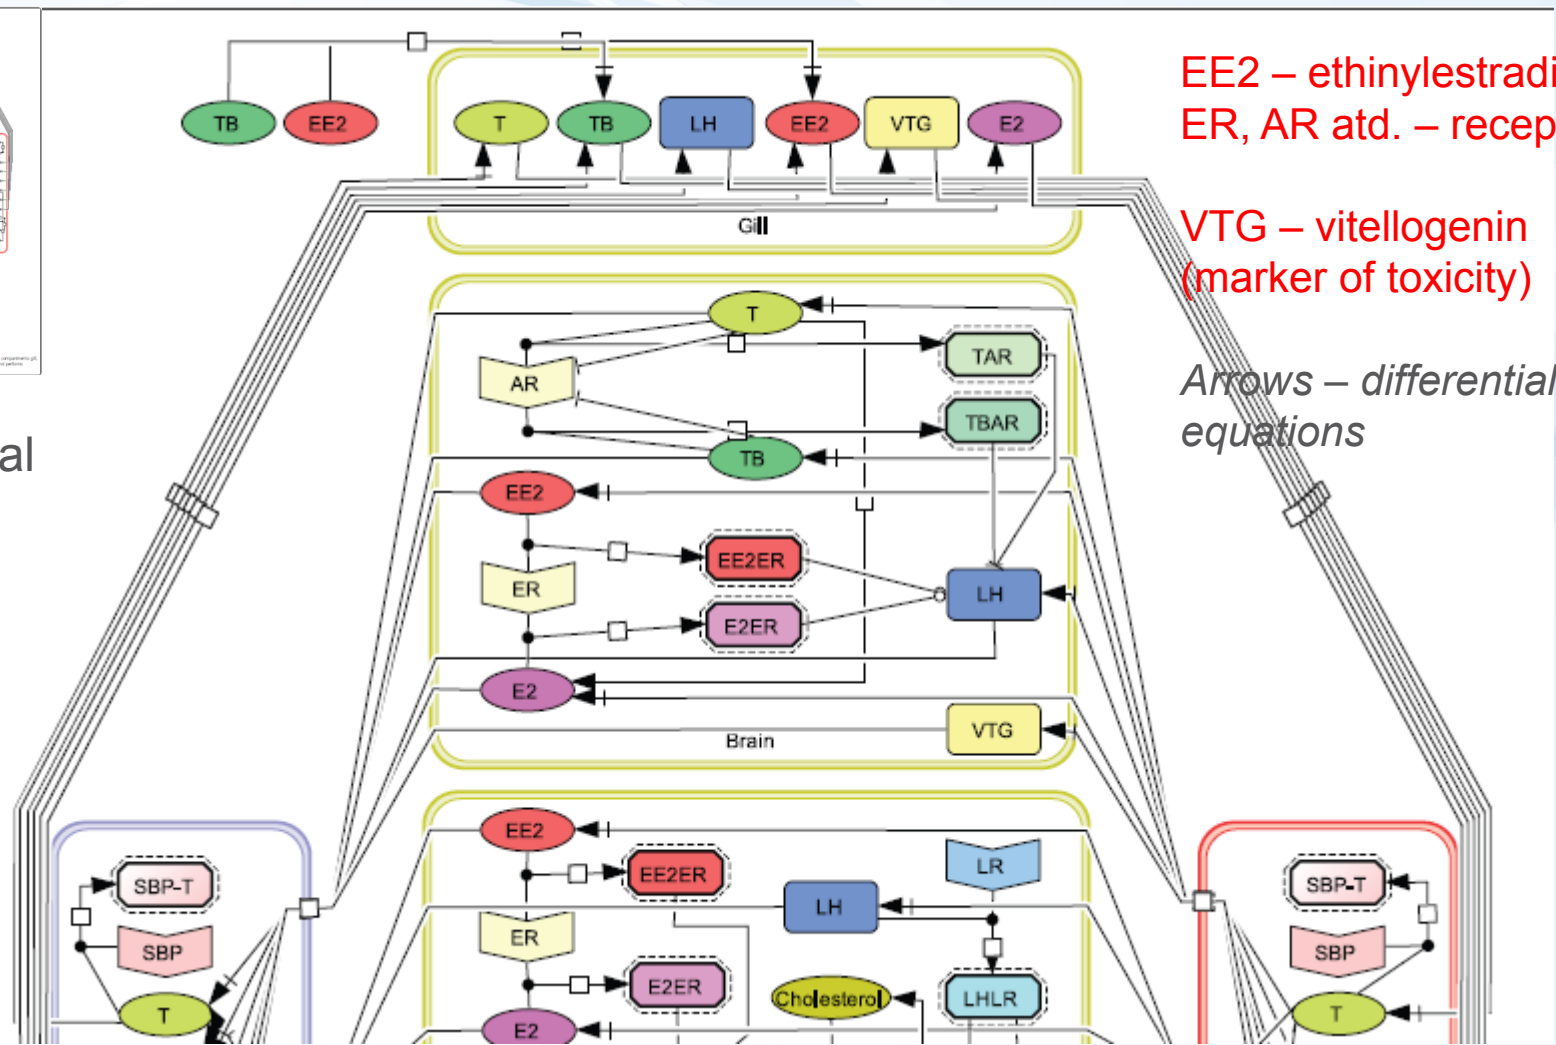 EE2 – ethinylestradi
ER, AR atd. – recep
VTG – vitellogenin
(marker of toxicity)
Arrows – differential
equations
al
TB
EE2
T
TB
LH
EE2
VTG
E2
Gill
T
AR
TAR
TBAR
TB
EE2
EE2ER
ER
LH
E2ER
E2
VTG
Brain
EE2
EE2ER
LR
LH
ER
E2ER
Cholesterol
LHLR
E2
SBP-T
SBP
T
SBP-T
SBP
T